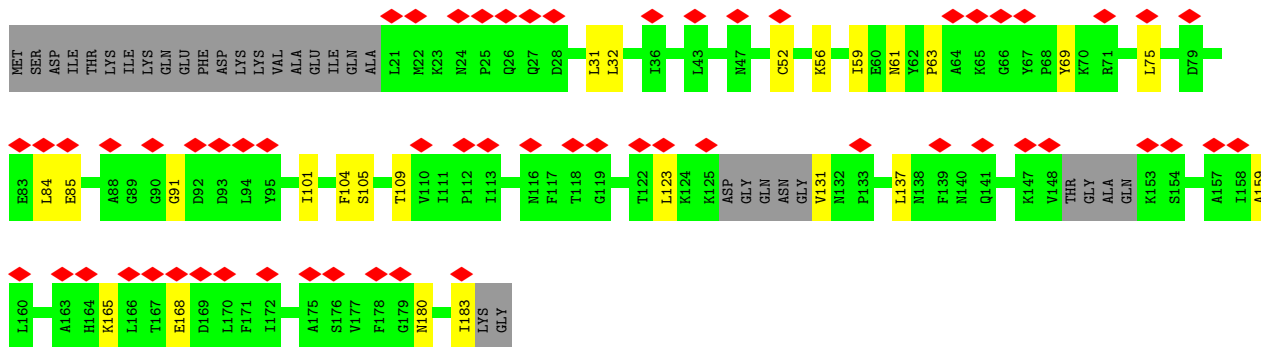 MET SER ASP ILE THR LYS ILE LYS GLN GLU PHE ASP LYS LYS VAL ALA GLU ILE GLN ALA L21 M22 K23 N24 P25 Q26 Q27 D28 L31 L32 I36 L43 N47 C52 K56 I59 E60 N61 Y62 P63 A64 K65 G66 Y67 P68 Y69 K70 R71 L75 D79
E83 L84 E85 A88 G89 G90 G91 D92 D93 L94 Y95 I101 F104 S105 T109 V110 I111 P112 I113 N116 F117 T118 G119 T122 L123 K124 K125 ASP GLY GLN ASN GLY V131 N132 P133 L137 N138 F139 N140 Q141 K147 V148 THR GLY ALA GLN K153 S154 A157 I158 A159
L160 A163 H164 K165 L166 T167 E168 D169 L170 F171 I172 A175 S176 V177 F178 G179 N180 I183 LYS GLY